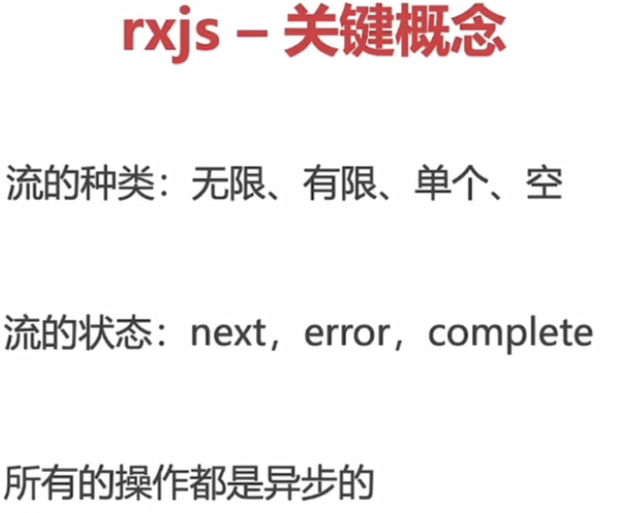 rxjs – 关键概念
流的种类：无限、有限、单个、空
流的状态：next，error，complete
所有的操作都是异步的